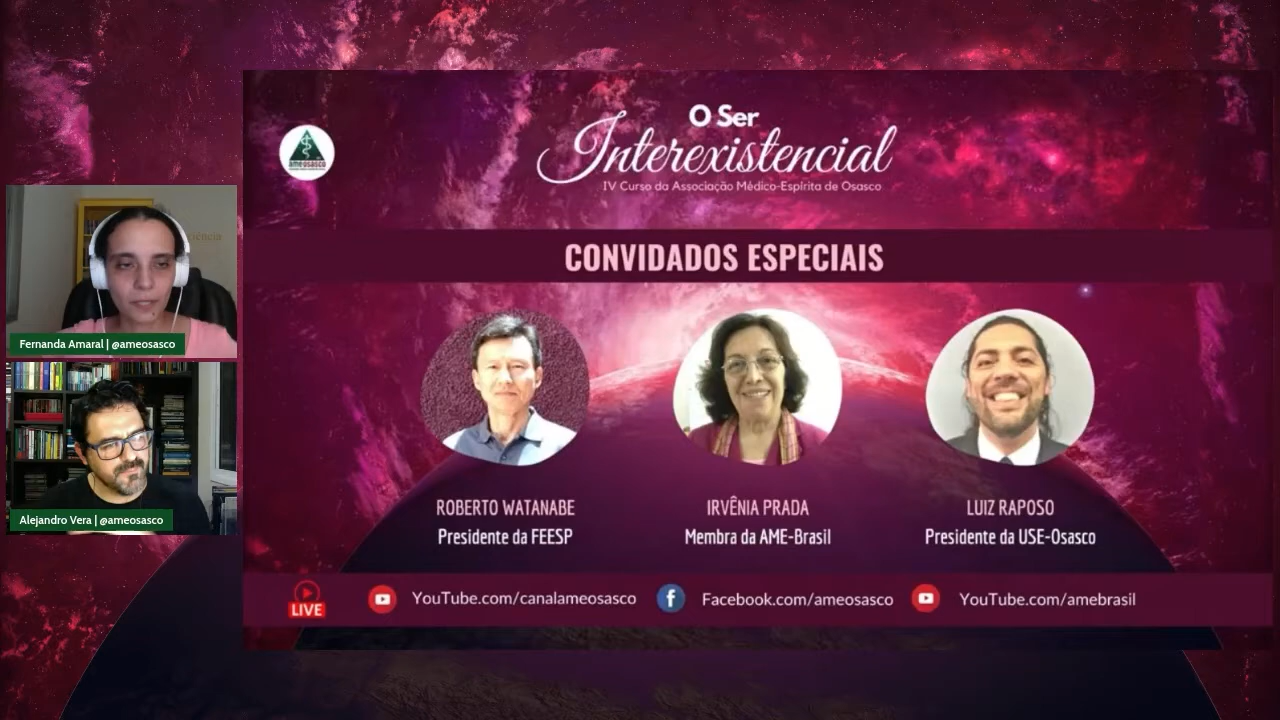 O Ser
Interexistencial
IV Curso da Associação Médico-Espírita de Osasco
ameosasco
CONVIDADOS ESPECIAIS
ciência
Fernanda Amaral | @ameosasco
Alejandro Vera | @ameosasco
ROBERTO WATANABE
Presidente da FEESP
IRVÊNIA PRADA
Membra da AME-Brasil
LUIZ RAPOSO
Presidente da USE-Osasco
LIVE
YouTube.com/canalameosasco
Facebook.com/ameosasco
YouTube.com/amebrasil